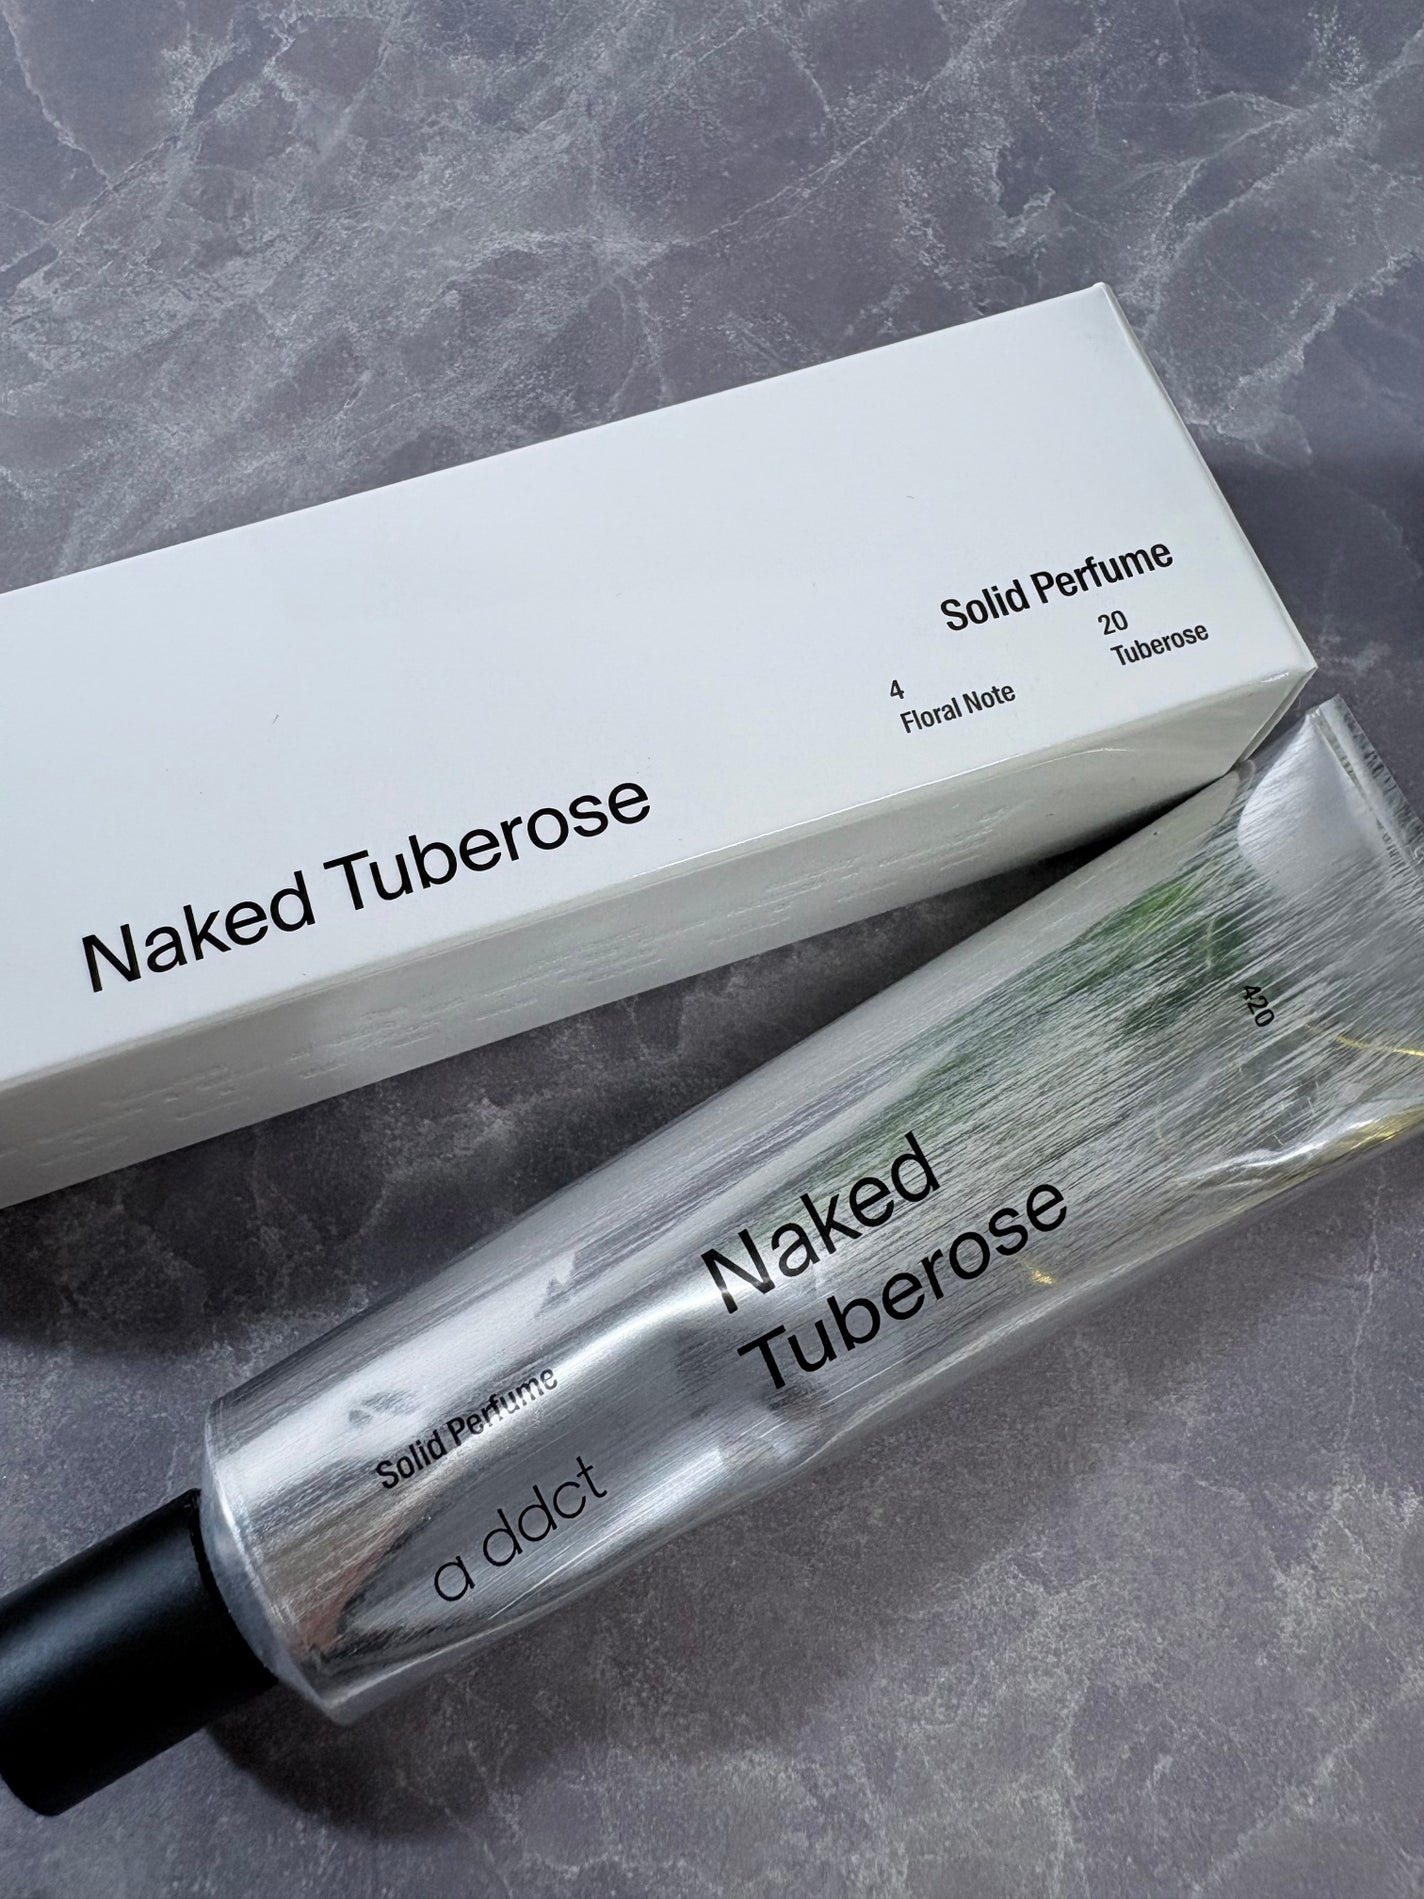 Solid Perfume
20
Tuberose
4
Floral Note
Naked Tuberose
420
Naked
Tuberose
Solid Perfume
a ddct